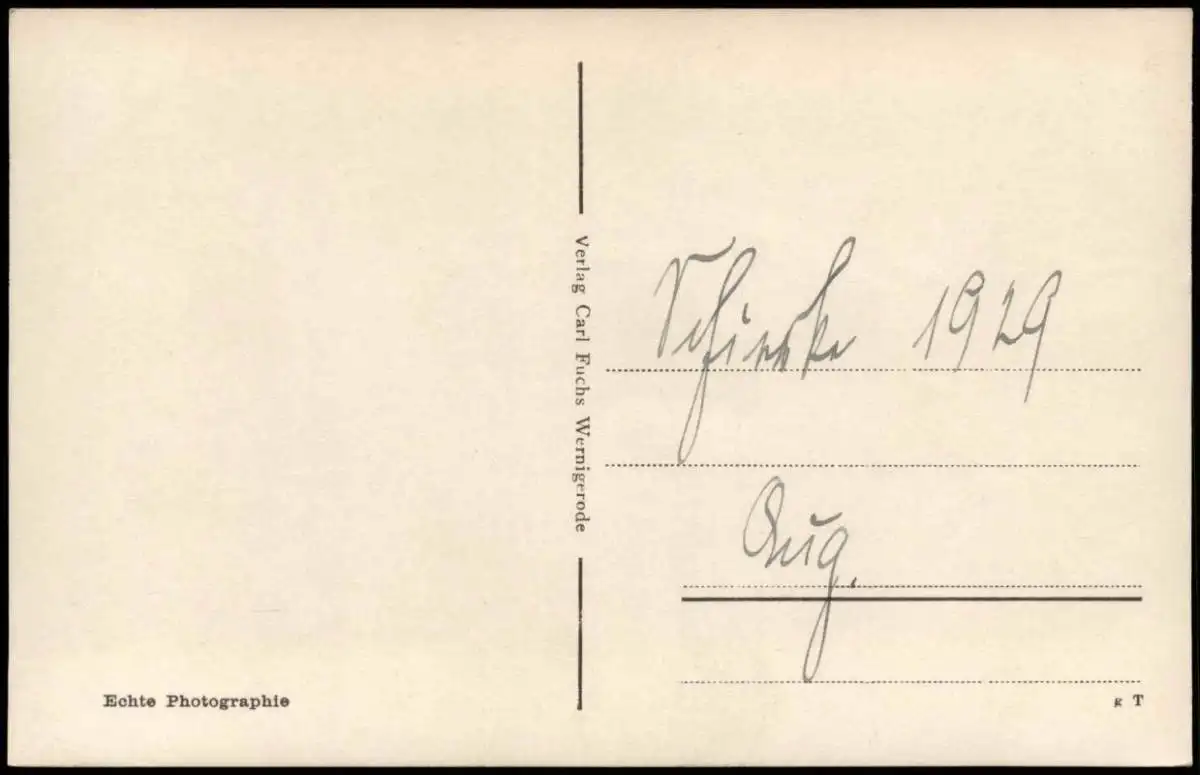 Verlag Carl Fuchs Wernigerode
Schierke 1929
Aug.
Echte Photographie
g T